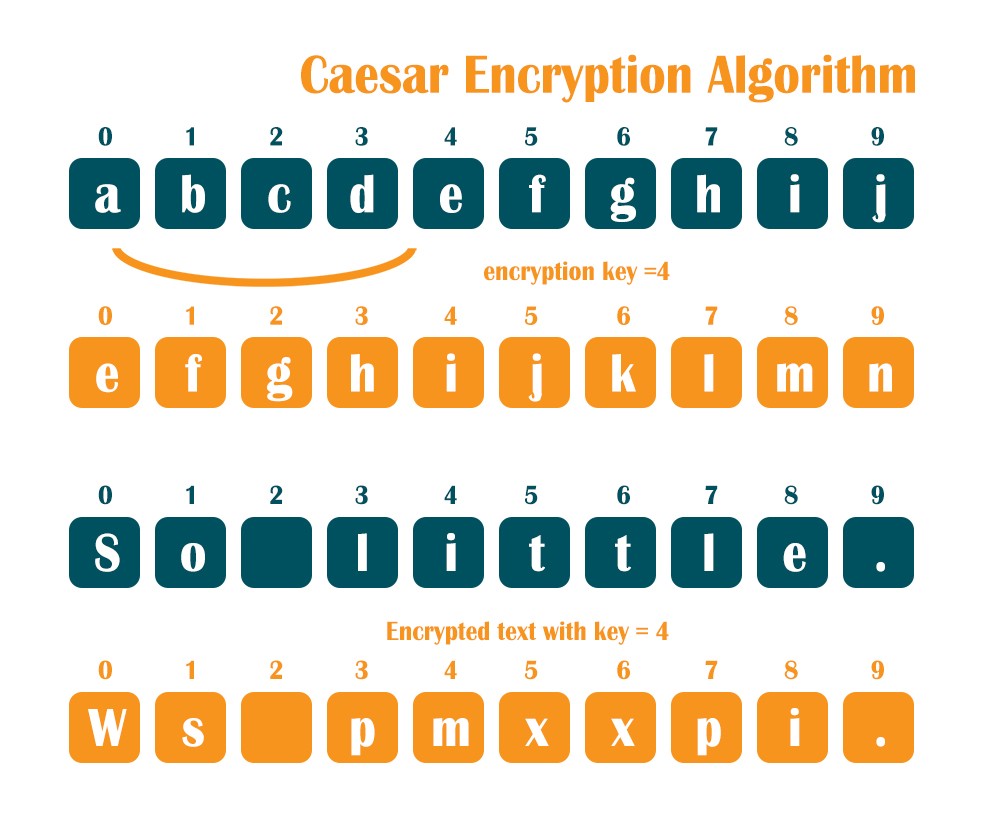 Caesar Encryption Algorithm
0 1 2 3 4 5 6 7 8 9
a b c d e f g h i j
encryption key =4
0 1 2 3 4 5 6 7 8 9
e f g h i j k l m n
0 1 2 3 4 5 6 7 8 9
S o l i t t l e .
Encrypted text with key = 4
0 1 2 3 4 5 6 7 8 9
W s p m x x p i .